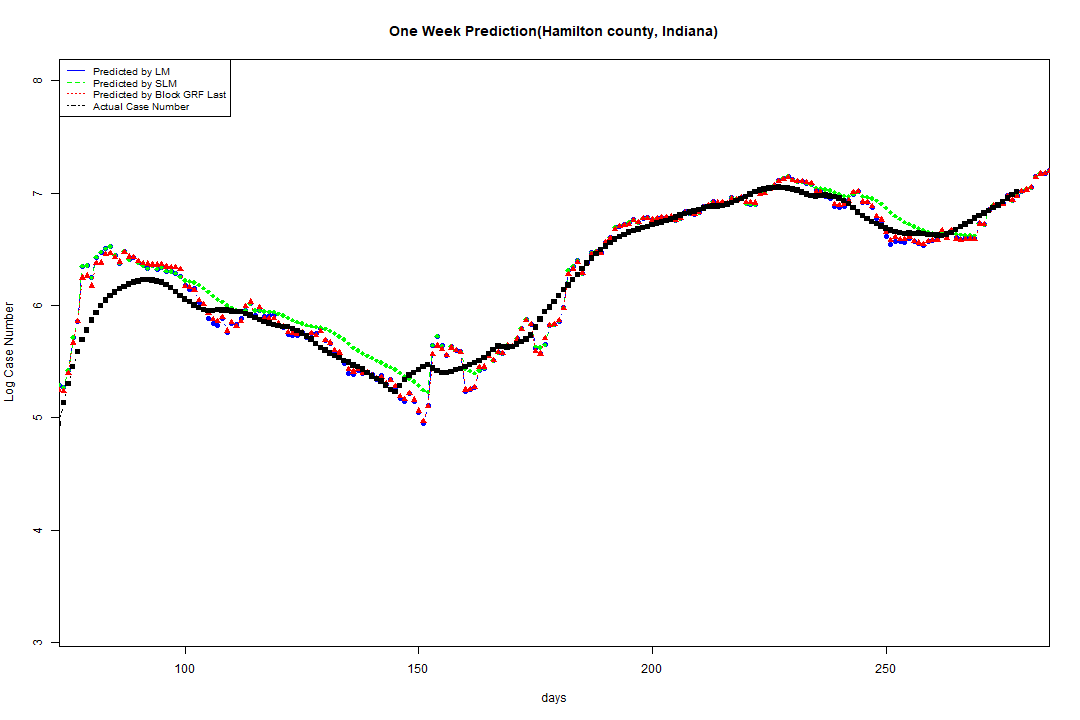 One Week Prediction(Hamilton county, Indiana)
Predicted by LM
Predicted by SLM
Predicted by Block GRF Last
Actual Case Number
8
7
6
5
4
3
Log Case Number
100 150 200 250
days